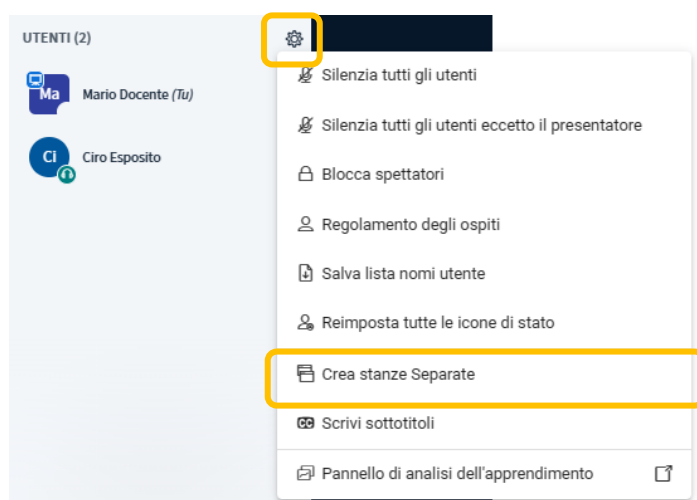 UTENTI (2)
Ma
Mario Docente (Tu)
Ci
Ciro Esposito
Silenzia tutti gli utenti
Silenzia tutti gli utenti eccetto il presentatore
Blocca spettatori
Regolamento degli ospiti
Salva lista nomi utente
Reimposta tutte le icone di stato
Crea stanze Separate
CC Scrivi sottotitoli
Pannello di analisi dell'apprendimento